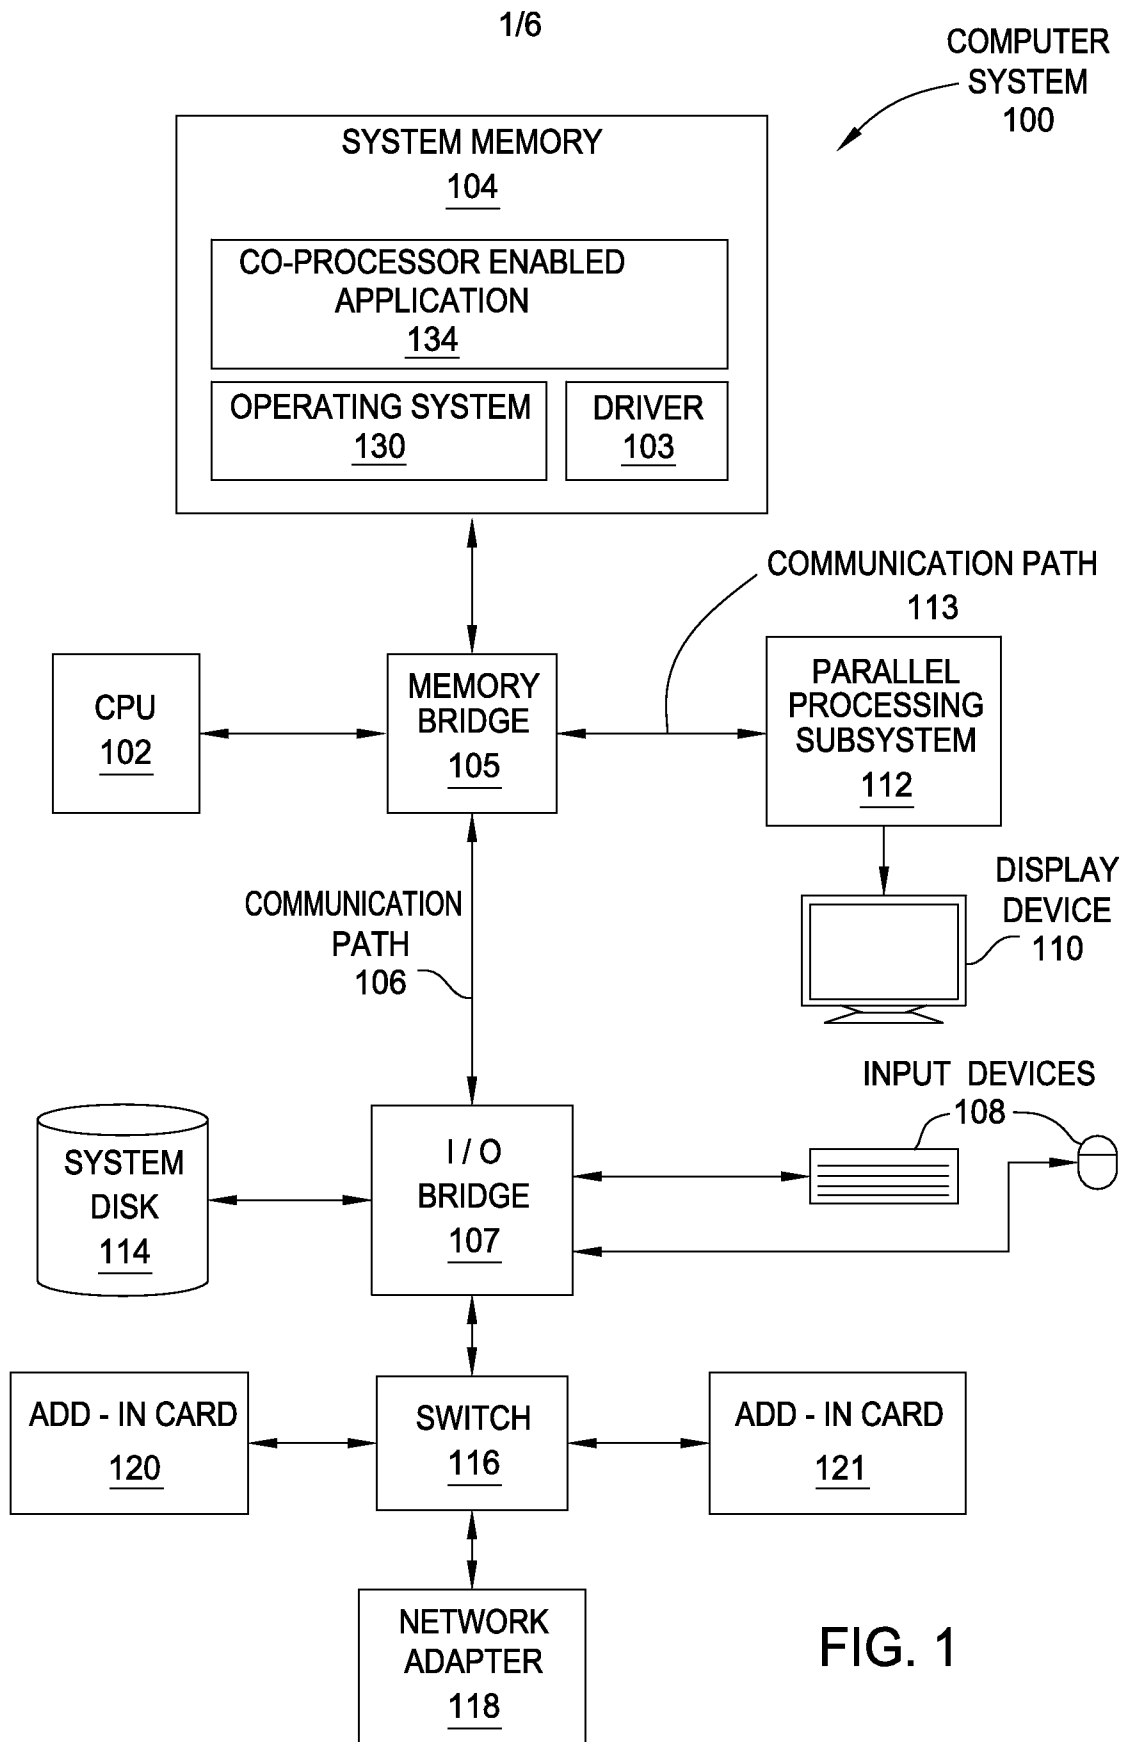 1/6
COMPUTER
SYSTEM
100
SYSTEM MEMORY
104
CO-PROCESSOR ENABLED
APPLICATION
134
OPERATING SYSTEM
130
DRIVER
103
COMMUNICATION PATH
113
CPU
102
MEMORY
BRIDGE
105
PARALLEL
PROCESSING
SUBSYSTEM
112
COMMUNICATION
PATH
106
DISPLAY
DEVICE
110
INPUT DEVICES
108
SYSTEM
DISK
114
I / O
BRIDGE
107
ADD - IN CARD
120
SWITCH
116
ADD - IN CARD
121
NETWORK
ADAPTER
118
FIG. 1